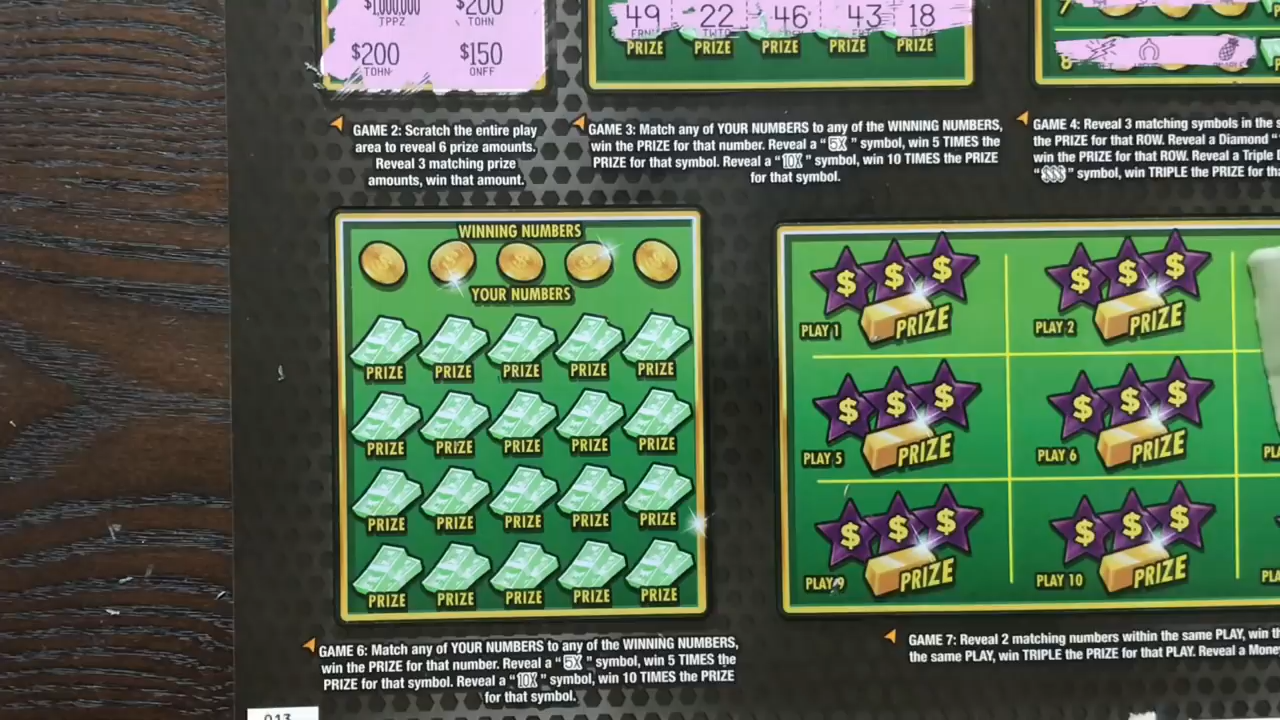 $1,000,000 $200
TPPZ TOHN
$200 $150
TOHN ONFF
49 22 46 43 18
PRIZE PRIZE PRIZE PRIZE PRIZE
8
GAME 2: Scratch the entire play
area to reveal 6 prize amounts.
Reveal 3 matching prize
amounts, win that amount.
GAME 3: Match any of YOUR NUMBERS to any of the WINNING NUMBERS,
win the PRIZE for that number. Reveal a "5X" symbol, win 5 TIMES the
PRIZE for that symbol. Reveal a "10X" symbol, win 10 TIMES the PRIZE
for that symbol.
GAME 4: Reveal 3 matching symbols in the s
the PRIZE for that ROW. Reveal a Diamond "
win the PRIZE for that ROW. Reveal a Triple D
"$$$" symbol, win TRIPLE the PRIZE for tha
WINNING NUMBERS
YOUR NUMBERS
PRIZE PRIZE PRIZE PRIZE PRIZE
PRIZE PRIZE PRIZE PRIZE PRIZE
PRIZE PRIZE PRIZE PRIZE PRIZE
PRIZE PRIZE PRIZE PRIZE PRIZE
$ $ $ $ $ $
PLAY 1 PRIZE PLAY 2 PRIZE
$ $ $ $ $ $
PLAY 5 PRIZE PLAY 6 PRIZE PLA
$ $ $ $ $ $
PLAY 9 PRIZE PLAY 10 PRIZE PLA
GAME 6: Match any of YOUR NUMBERS to any of the WINNING NUMBERS,
win the PRIZE for that number. Reveal a "5X" symbol, win 5 TIMES the
PRIZE for that symbol. Reveal a "10X" symbol, win 10 TIMES the PRIZE
for that symbol.
GAME 7: Reveal 2 matching numbers within the same PLAY, win th
the same PLAY, win TRIPLE the PRIZE for that PLAY. Reveal a Mone
013